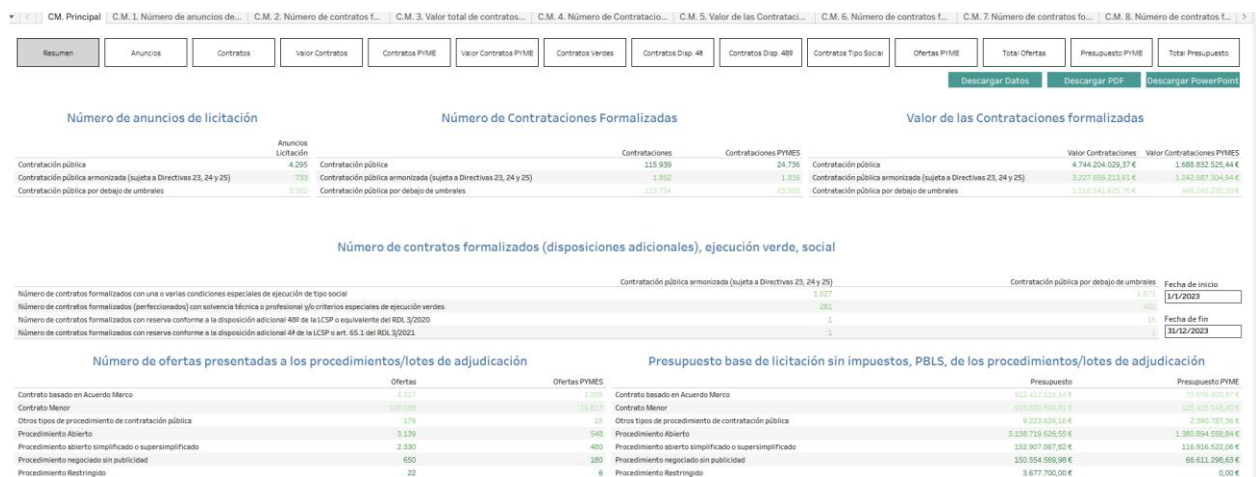 CM. Principal C.M. 1. Número de anuncios de... C.M. 2. Número de contratos f... C.M. 3. Valor total de contratos... C.M. 4. Número de Contratacio... C.M. 5. Valor de las Contrataci... C.M. 6. Número de contratos f... C.M. 7. Número de contratos fo... C.M. 8. Número de contratos f...
Resumen Anuncios Contratos Valor Contratos Contratos PYME Valor Contratos PYME Contratos Verdes Contratos Disp. 4ª Contratos Disp. 48ª Contratos Tipo Social Ofertas PYME Total Ofertas Presupuesto PYME Total Presupuesto
Descargar Datos Descargar PDF Descargar PowerPoint
Número de anuncios de licitación
Anuncios
Licitación
Contratación pública 4.295
Contratación pública armonizada (sujeta a Directivas 23, 24 y 25) 733
Contratación pública por debajo de umbrales
Número de Contrataciones Formalizadas
Contrataciones Contrataciones PYMES
Contratación pública 115.939 24.736
Contratación pública armonizada (sujeta a Directivas 23, 24 y 25) 1.852 1.316
Contratación pública por debajo de umbrales
Valor de las Contrataciones formalizadas
Valor Contrataciones Valor Contrataciones PYMES
Contratación pública 4.744.204.029,37 € 1.688.832.525,44 €
Contratación pública armonizada (sujeta a Directivas 23, 24 y 25) 3.227.699.213,61 € 1.242.587.304,94 €
Contratación pública por debajo de umbrales
Número de contratos formalizados (disposiciones adicionales), ejecución verde, social
Contratación pública armonizada (sujeta a Directivas 23, 24 y 25) Contratación pública por debajo de umbrales
Número de contratos formalizados con una o varias condiciones especiales de ejecución de tipo social 1.027
Número de contratos formalizados (perfeccionados) con solvencia técnica o profesional y/o criterios especiales de ejecución verdes 281
Número de contratos formalizados con reserva conforme a la disposición adicional 48ª de la LCSP o equivalente del RDL 3/2020 1
Número de contratos formalizados con reserva conforme a la disposición adicional 4ª de la LCSP o art. 65.1 del RDL 3/2021 1
Fecha de inicio
1/1/2023
Fecha de fin
31/12/2023
Número de ofertas presentadas a los procedimientos/lotes de adjudicación
Ofertas Ofertas PYMES
Contrato basado en Acuerdo Marco
Contrato Menor
Otros tipos de procedimiento de contratación pública 179 15
Procedimiento Abierto 3.139 548
Procedimiento abierto simplificado o supersimplificado 2.930 480
Procedimiento negociado sin publicidad 650 180
Procedimiento Restringido 22 6
Presupuesto base de licitación sin impuestos, PBLS, de los procedimientos/lotes de adjudicación
Presupuesto Presupuesto PYME
Contrato basado en Acuerdo Marco
Contrato Menor
Otros tipos de procedimiento de contratación pública 9.223.626,16 € 2.390.787,36 €
Procedimiento Abierto 3.138.719.626,55 € 1.380.894.558,84 €
Procedimiento abierto simplificado o supersimplificado 152.907.867,82 € 116.916.522,06 €
Procedimiento negociado sin publicidad 150.554.569,98 € 66.611.298,63 €
Procedimiento Restringido 3.677.700,00 € 0,00 €